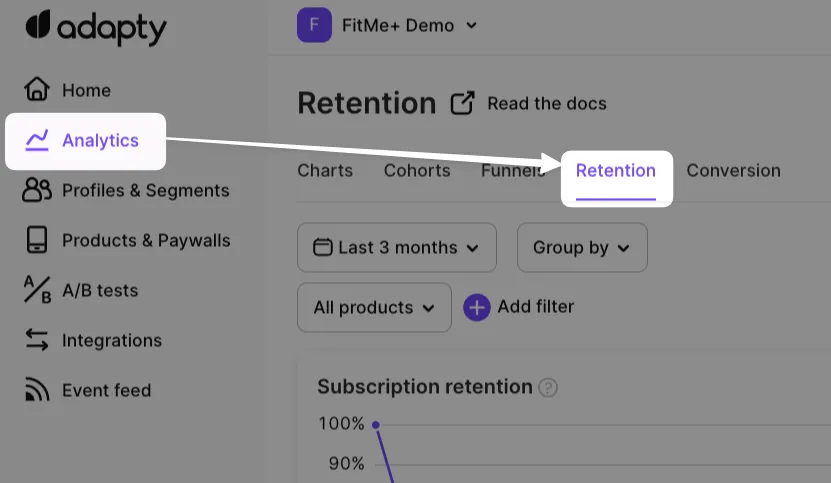 adapty
F FitMe+ Demo
Home
Analytics
Profiles & Segments
Products & Paywalls
A/B tests
Integrations
Event feed
Retention Read the docs
Charts Cohorts Funnels Retention Conversion
Last 3 months Group by
All products + Add filter
Subscription retention ?
100%
90%